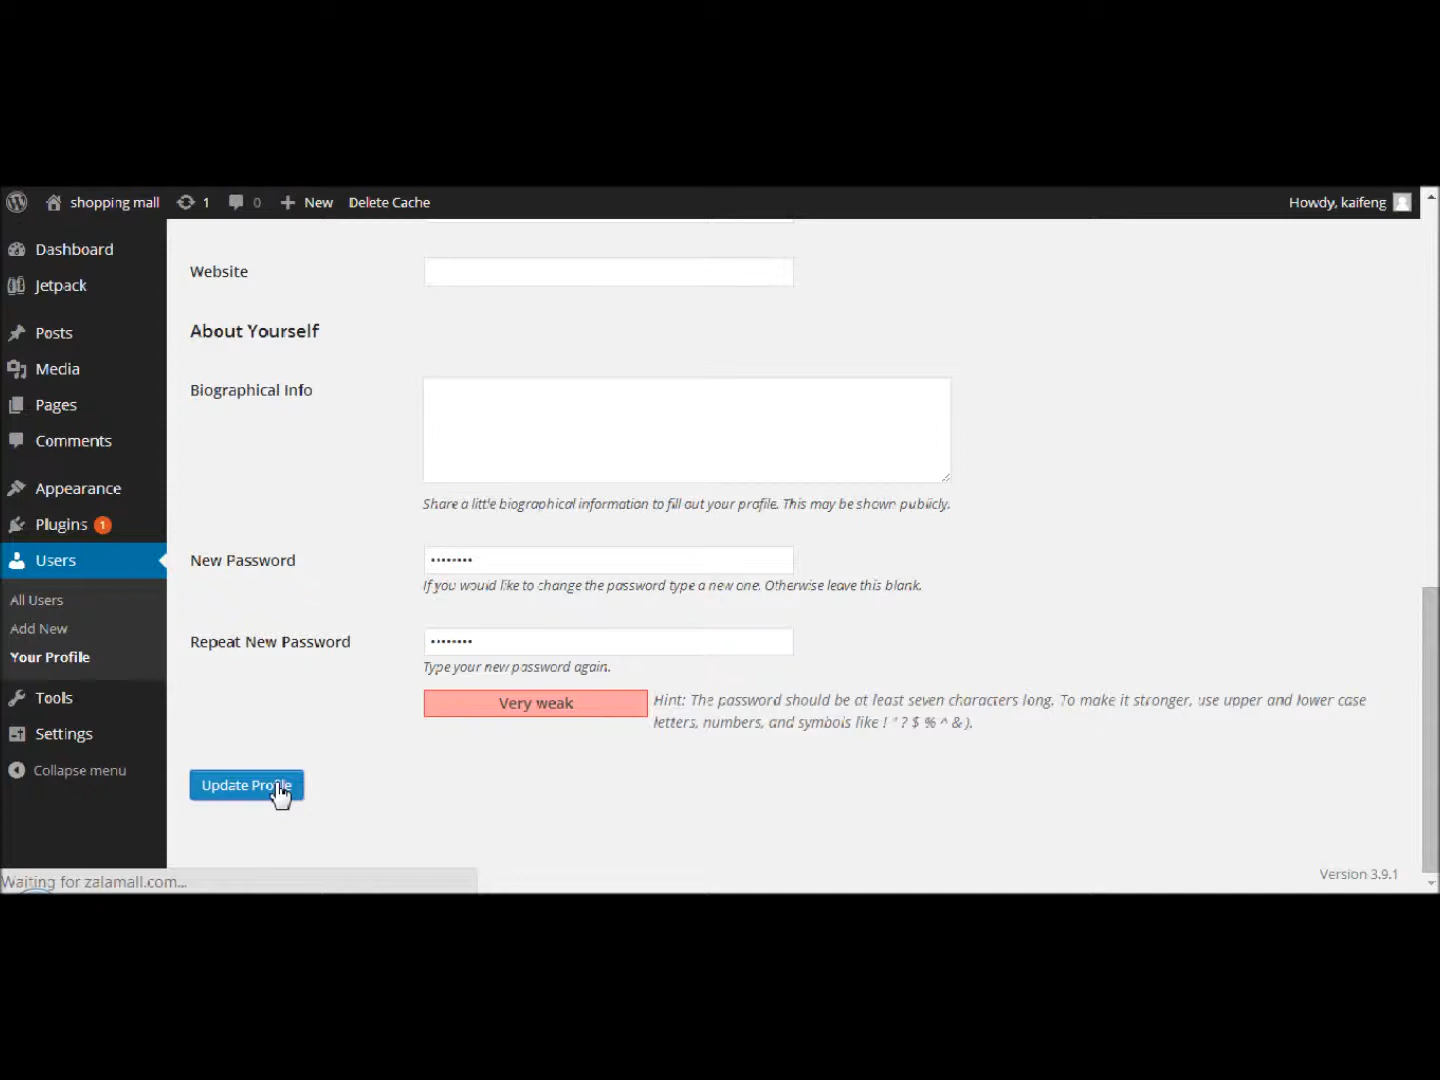 shopping mall 1 0 New Delete Cache Howdy, kaifeng
Dashboard
Jetpack
Posts
Media
Pages
Comments
Appearance
Plugins 1
Users
All Users
Add New
Your Profile
Tools
Settings
Collapse menu
Website
About Yourself
Biographical Info
Share a little biographical information to fill out your profile. This may be shown publicly.
New Password ••••••••
If you would like to change the password type a new one. Otherwise leave this blank.
Repeat New Password ••••••••
Type your new password again.
Very weak
Hint: The password should be at least seven characters long. To make it stronger, use upper and lower case
letters, numbers, and symbols like ! " ? $ % ^ & ).
Update Profile
Waiting for zalamall.com...
Version 3.9.1